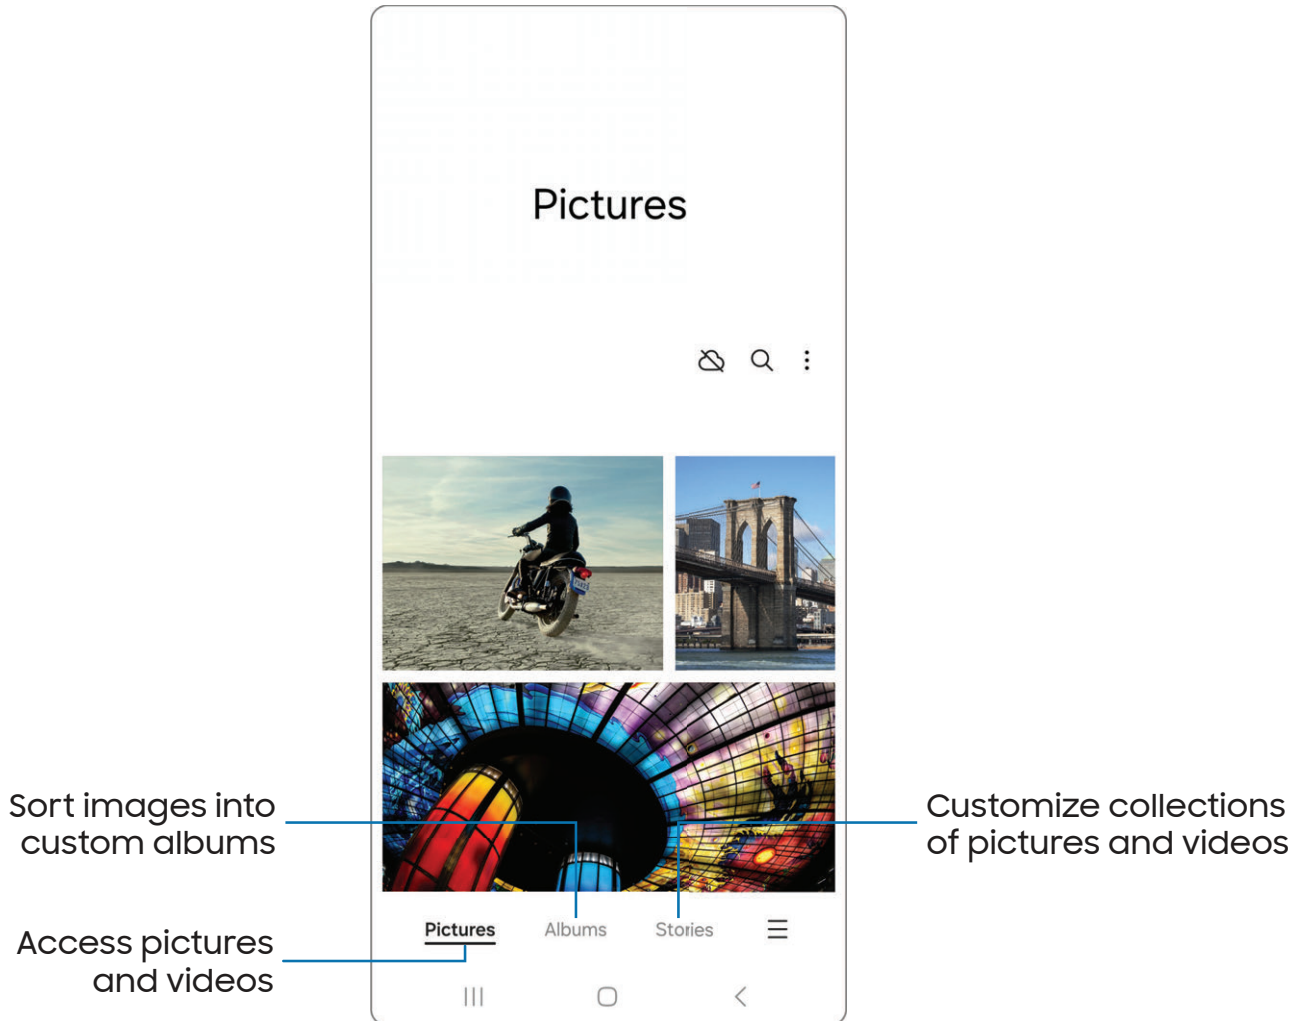 Pictures
Sort images into
custom albums
Customize collections
of pictures and videos
Pictures
Albums
Stories
Access pictures
and videos